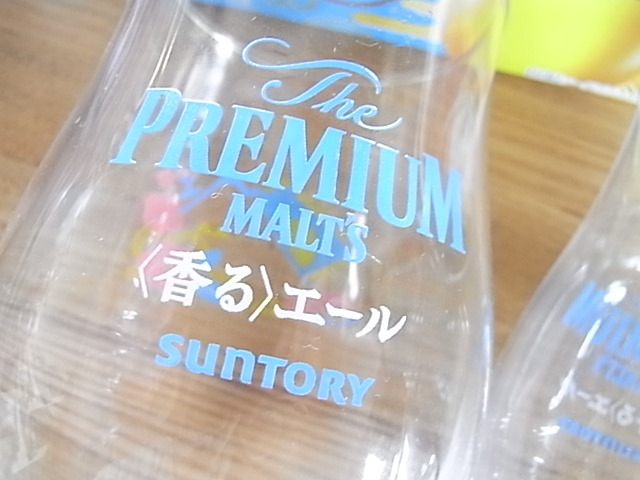 The
PREMIUM
MALT'S
〈香る〉エール
SUNTORY